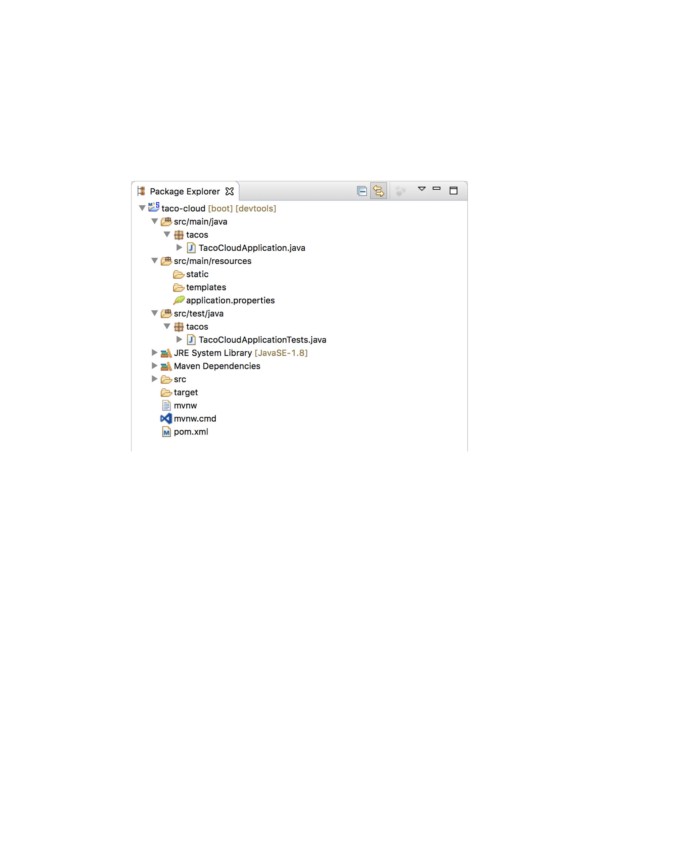 Package Explorer
taco-cloud [boot] [devtools]
src/main/java
tacos
TacoCloudApplication.java
src/main/resources
static
templates
application.properties
src/test/java
tacos
TacoCloudApplicationTests.java
JRE System Library [JavaSE-1.8]
Maven Dependencies
src
target
mvnw
mvnw.cmd
pom.xml